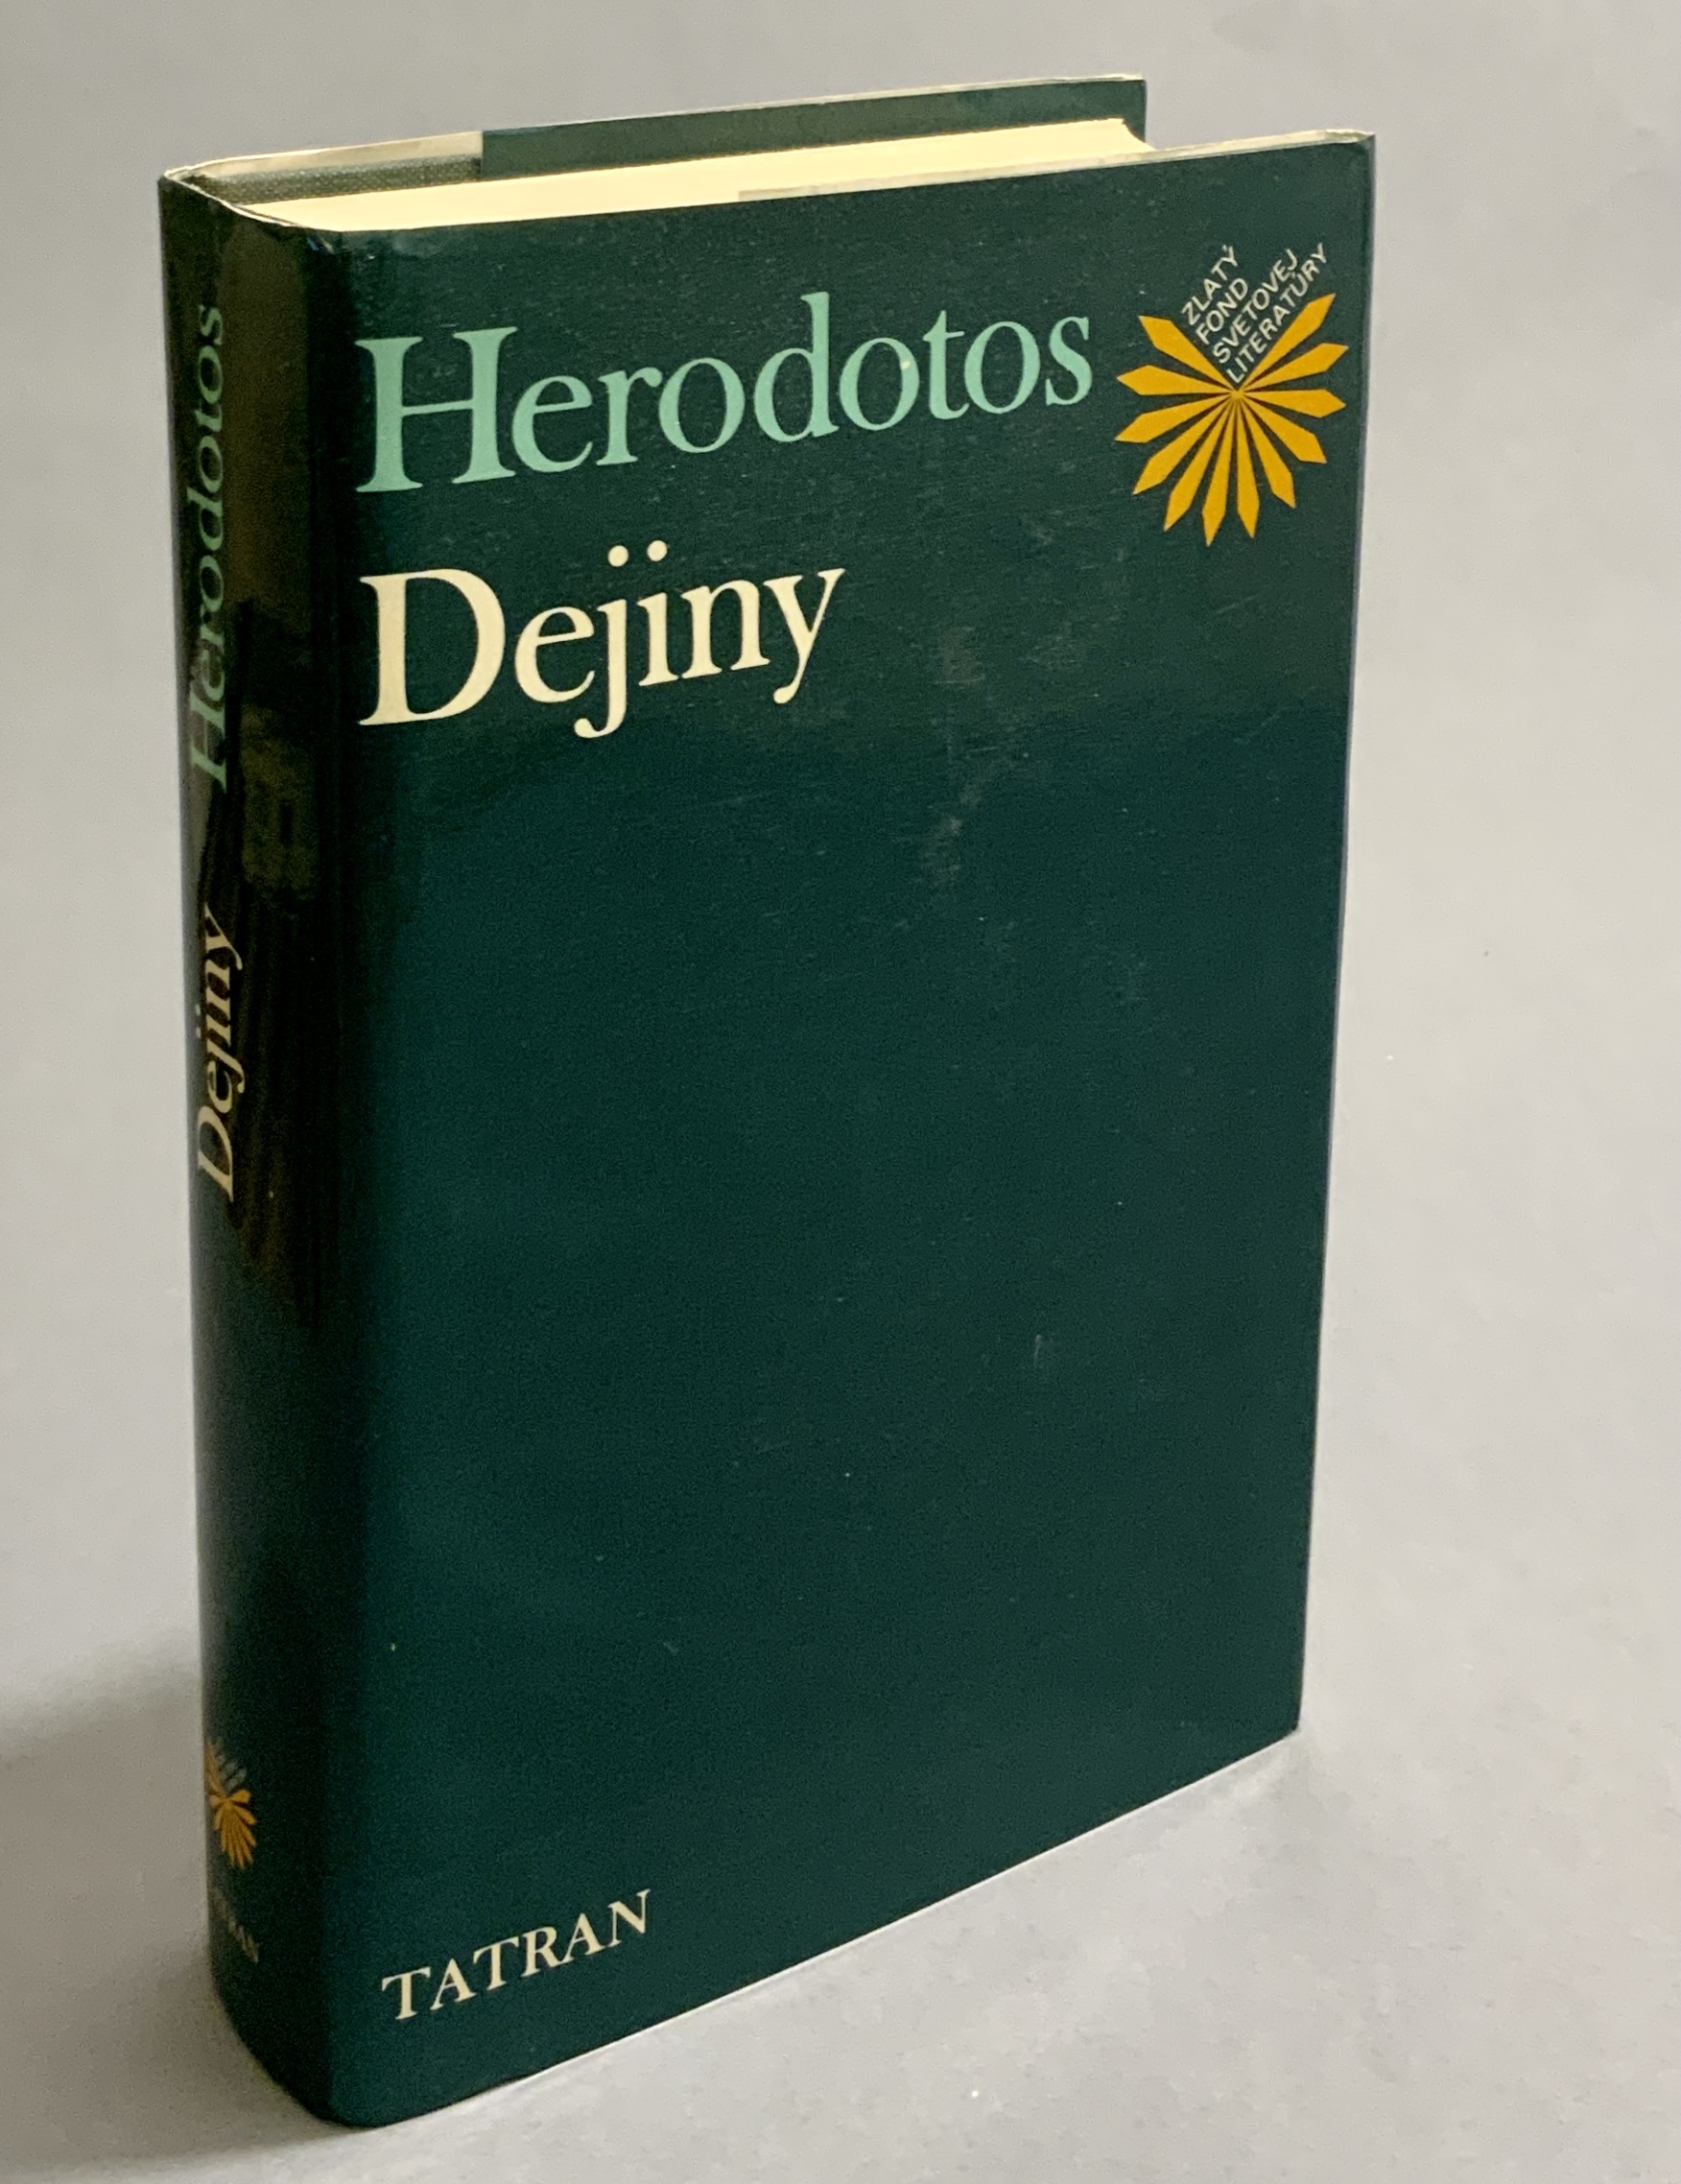 Herodotos
Dejiny
ZLATÝ
FOND
SVETOVEJ
LITERATÚRY
TATRAN
Dejiny Herodotos